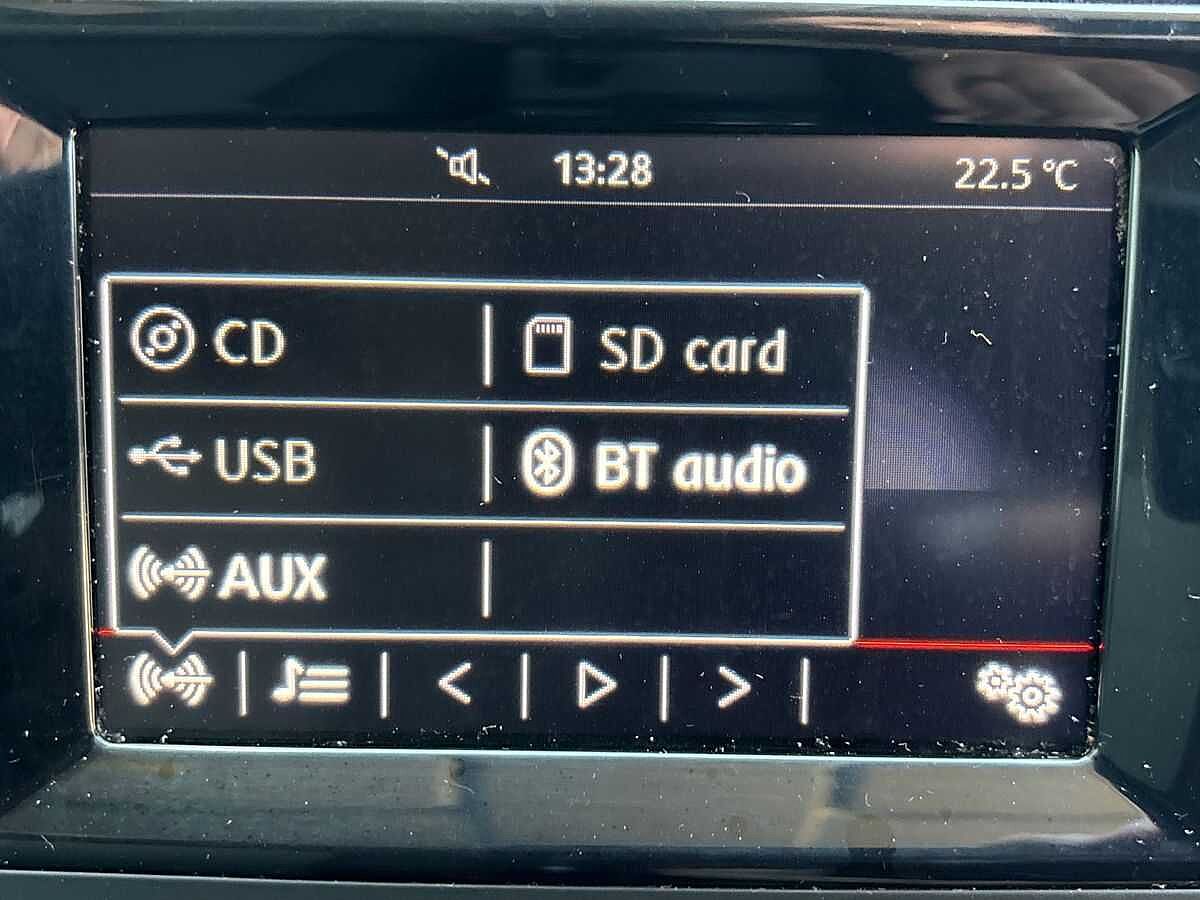 13:28 22.5 °C
CD SD card
USB BT audio
AUX